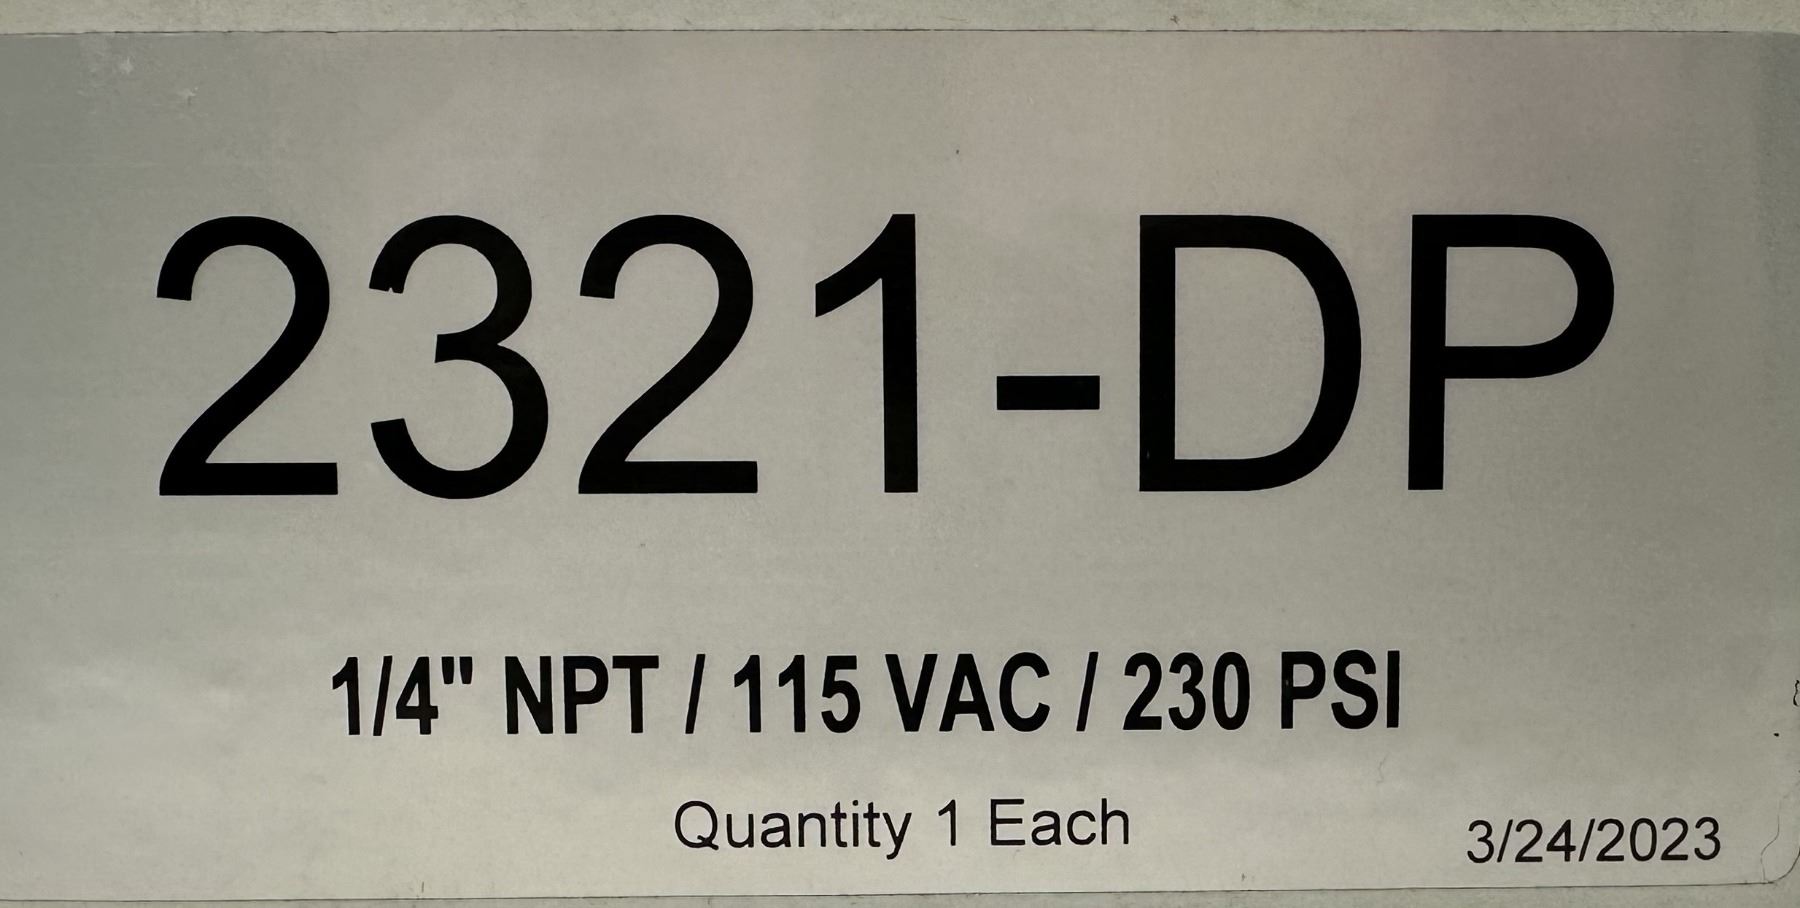 2321-DP
1/4" NPT / 115 VAC / 230 PSI
Quantity 1 Each
3/24/2023